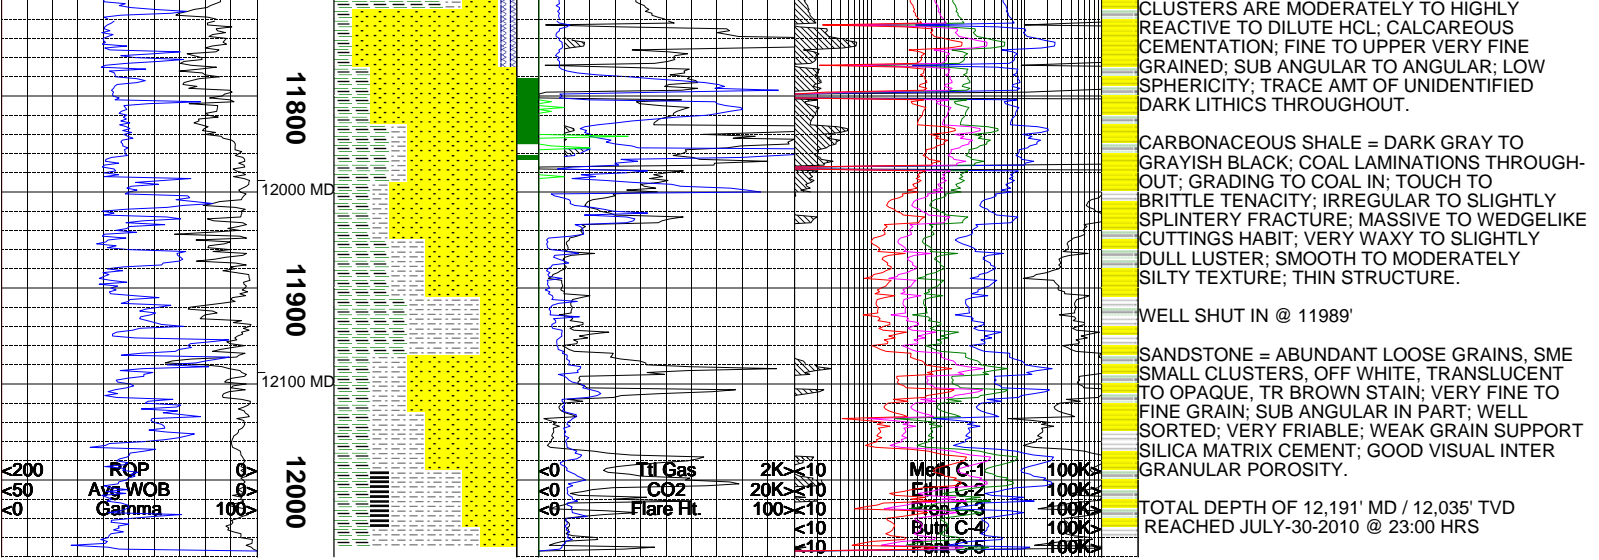 CLUSTERS ARE MODERATELY TO HIGHLY
REACTIVE TO DILUTE HCL; CALCAREOUS
CEMENTATION; FINE TO UPPER VERY FINE
GRAINED; SUB ANGULAR TO ANGULAR; LOW
SPHERICITY; TRACE AMT OF UNIDENTIFIED
DARK LITHICS THROUGHOUT.
CARBONACEOUS SHALE = DARK GRAY TO
GRAYISH BLACK; COAL LAMINATIONS THROUGH-
OUT; GRADING TO COAL IN; TOUCH TO
BRITTLE TENACITY; IRREGULAR TO SLIGHTLY
SPLINTERY FRACTURE; MASSIVE TO WEDGELIKE
CUTTINGS HABIT; VERY WAXY TO SLIGHTLY
DULL LUSTER; SMOOTH TO MODERATELY
SILTY TEXTURE; THIN STRUCTURE.
WELL SHUT IN @ 11989'
SANDSTONE = ABUNDANT LOOSE GRAINS, SME
SMALL CLUSTERS, OFF WHITE, TRANSLUCENT
TO OPAQUE, TR BROWN STAIN; VERY FINE TO
FINE GRAIN; SUB ANGULAR IN PART; WELL
SORTED; VERY FRIABLE; WEAK GRAIN SUPPORT
SILICA MATRIX CEMENT; GOOD VISUAL INTER
GRANULAR POROSITY.
TOTAL DEPTH OF 12,191' MD / 12,035' TVD
REACHED JULY-30-2010 @ 23:00 HRS
11800
12000 MD
11900
12100 MD
12000
<200 ROP 0>
<50 Avg WOB 0>
<0 Gamma 100>
<0 Ttl Gas 2K>
<0 CO2 20K>
<0 Flare Ht. 100>
<10 Meth C-1 100K>
<10 Ethn C-2 100K>
<10 Prop C-3 100K>
<10 Butn C-4 100K>
<10 C-5 100K>